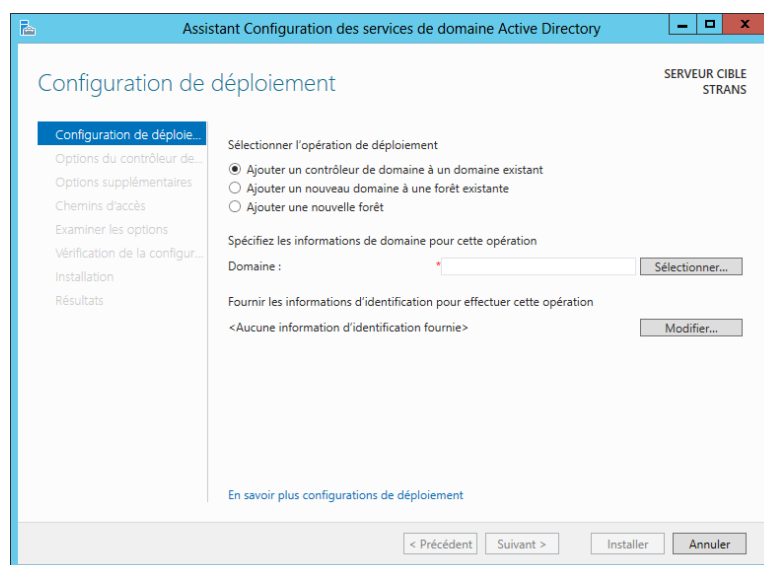 Assistant Configuration des services de domaine Active Directory
Configuration de déploiement
SERVEUR CIBLE
STRANS
Configuration de déploie...
Options du contrôleur de...
Options supplémentaires
Chemins d'accès
Examiner les options
Vérification de la configur...
Installation
Résultats
Sélectionner l'opération de déploiement
Ajouter un contrôleur de domaine à un domaine existant
Ajouter un nouveau domaine à une forêt existante
Ajouter une nouvelle forêt
Spécifiez les informations de domaine pour cette opération
Domaine : * Sélectionner...
Fournir les informations d'identification pour effectuer cette opération
<Aucune information d'identification fournie> Modifier...
En savoir plus configurations de déploiement
< Précédent Suivant > Installer Annuler